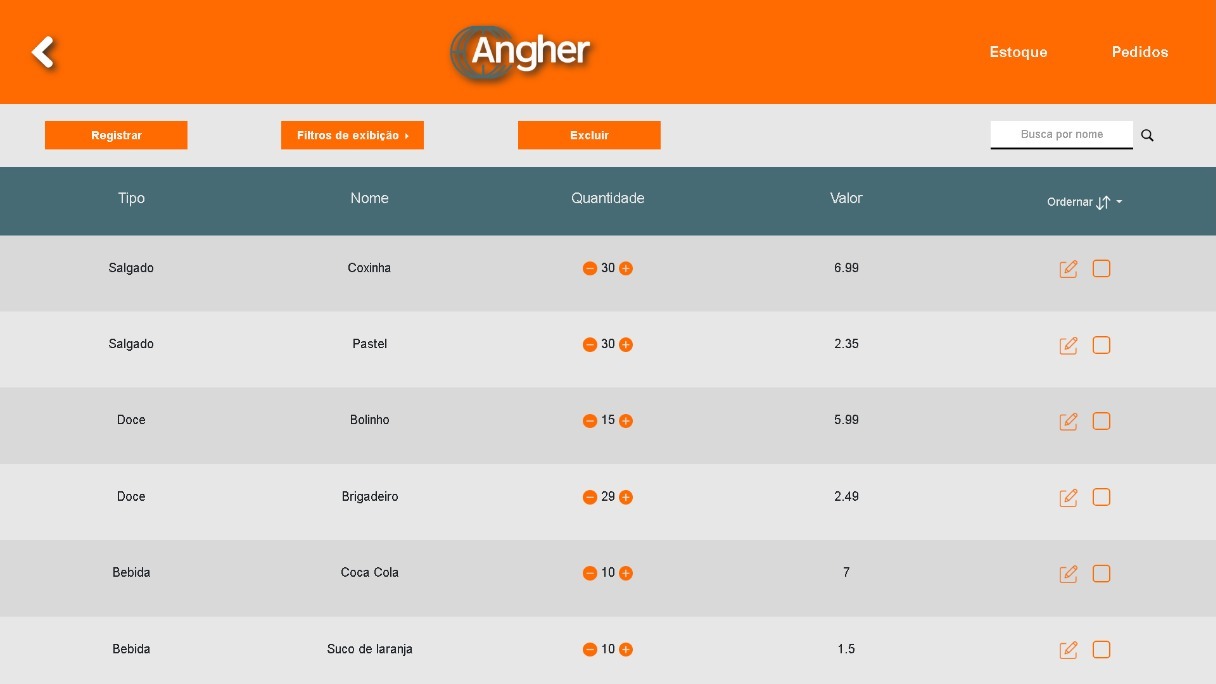 Angher
Estoque Pedidos
Registrar Filtros de exibição Excluir Busca por nome
Tipo Nome Quantidade Valor Ordernar
Salgado Coxinha 30 6.99
Salgado Pastel 30 2.35
Doce Bolinho 15 5.99
Doce Brigadeiro 29 2.49
Bebida Coca Cola 10 7
Bebida Suco de laranja 10 1.5